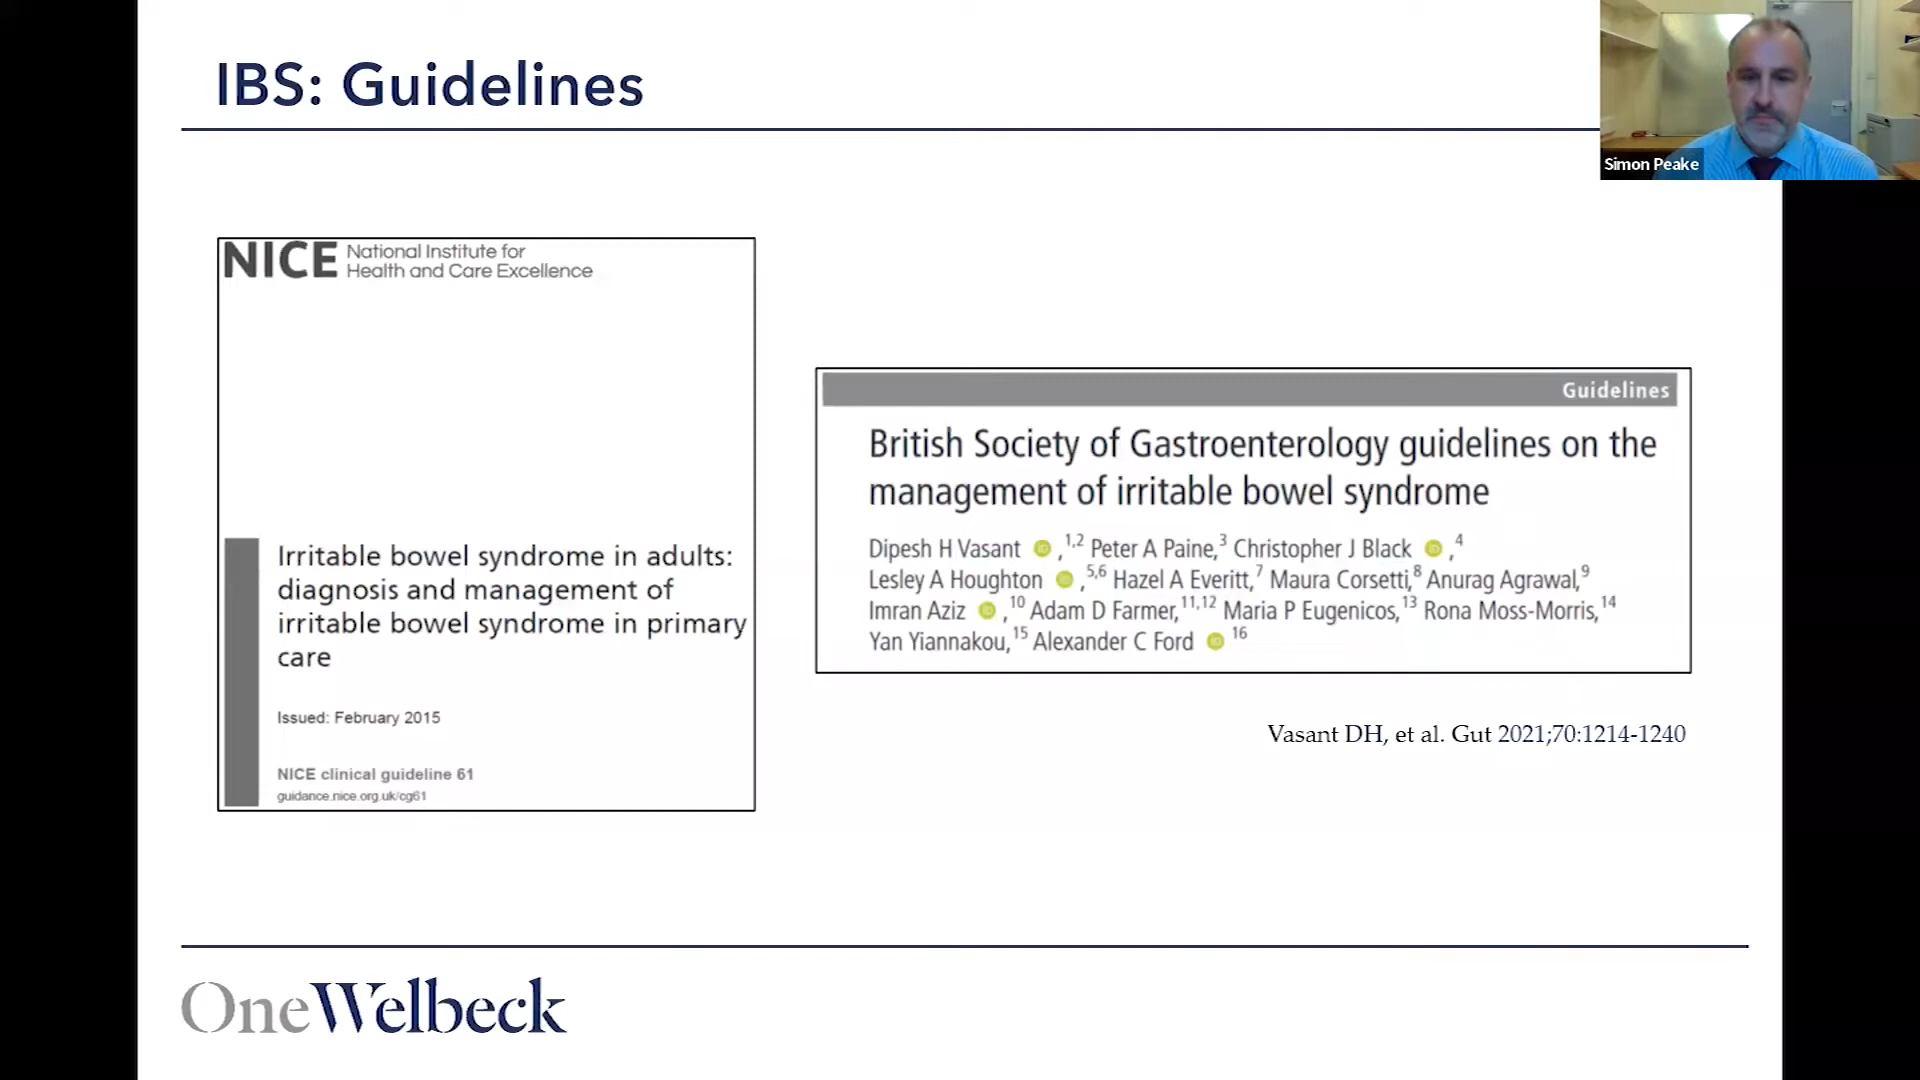 IBS: Guidelines
Simon Peake
NICE National Institute for
Health and Care Excellence
Irritable bowel syndrome in adults:
diagnosis and management of
irritable bowel syndrome in primary
care
Issued: February 2015
NICE clinical guideline 61
guidance.nice.org.uk/cg61
Guidelines
British Society of Gastroenterology guidelines on the
management of irritable bowel syndrome
Dipesh H Vasant iD ,1,2 Peter A Paine,3 Christopher J Black iD ,4
Lesley A Houghton iD ,5,6 Hazel A Everitt,7 Maura Corsetti,8 Anurag Agrawal,9
Imran Aziz iD ,10 Adam D Farmer,11,12 Maria P Eugenicos,13 Rona Moss-Morris,14
Yan Yiannakou,15 Alexander C Ford iD 16
Vasant DH, et al. Gut 2021;70:1214-1240
OneWelbeck